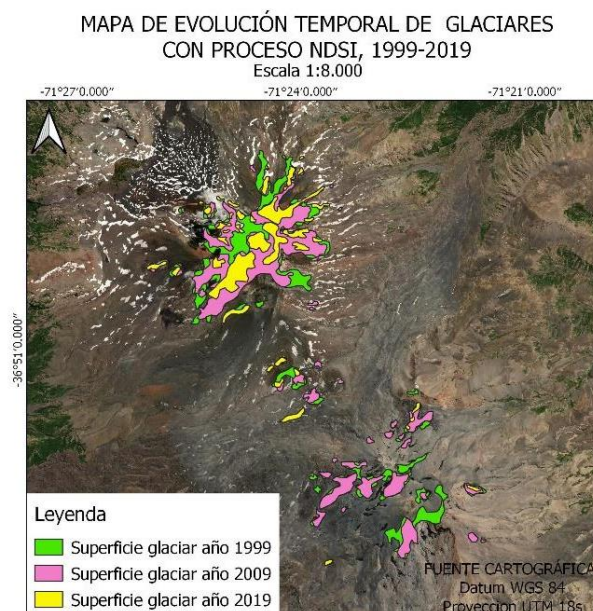 MAPA DE EVOLUCIÓN TEMPORAL DE GLACIARES
CON PROCESO NDSI, 1999-2019
Escala 1:8.000
-71°27'0.000" -71°24'0.000" -71°21'0.000"
-36°51'0.000"
Leyenda
Superficie glaciar año 1999
Superficie glaciar año 2009
Superficie glaciar año 2019
FUENTE CARTOGRÁFICA
Datum WGS 84
Proyeccion UTM 18s